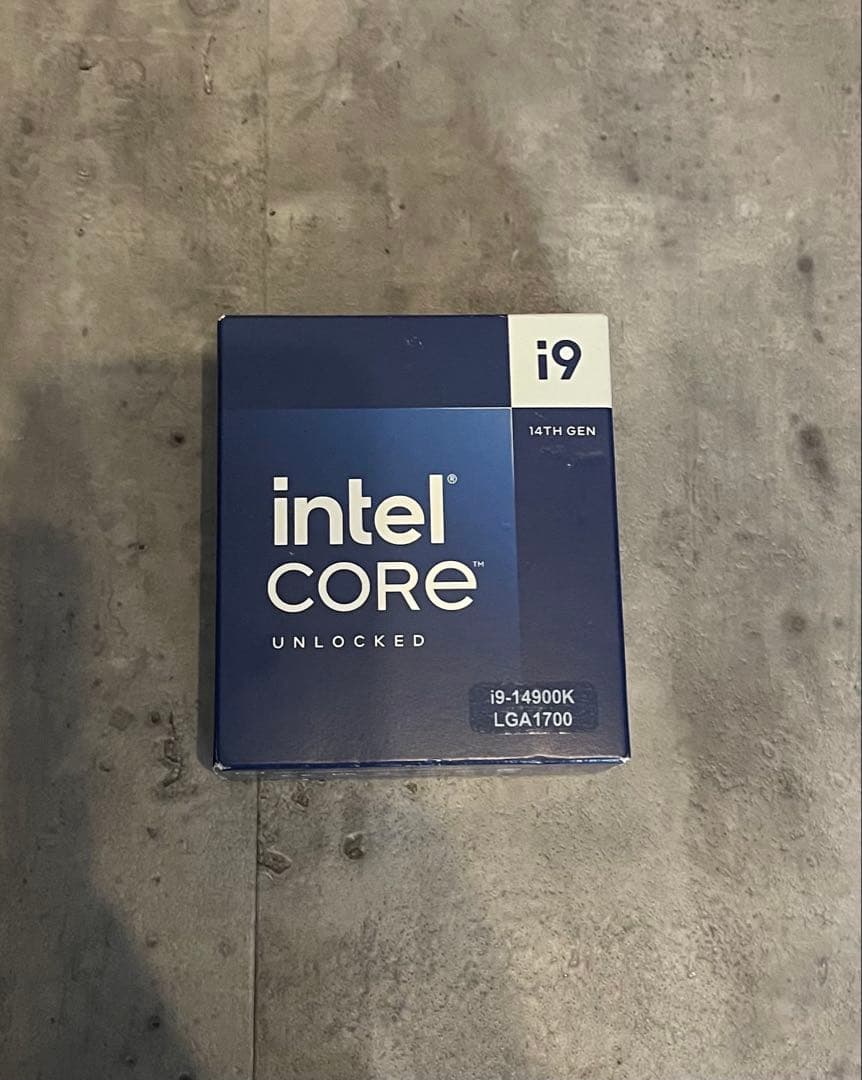 i9
14TH GEN
intel®
CORe™
UNLOCKED
i9-14900K
LGA1700